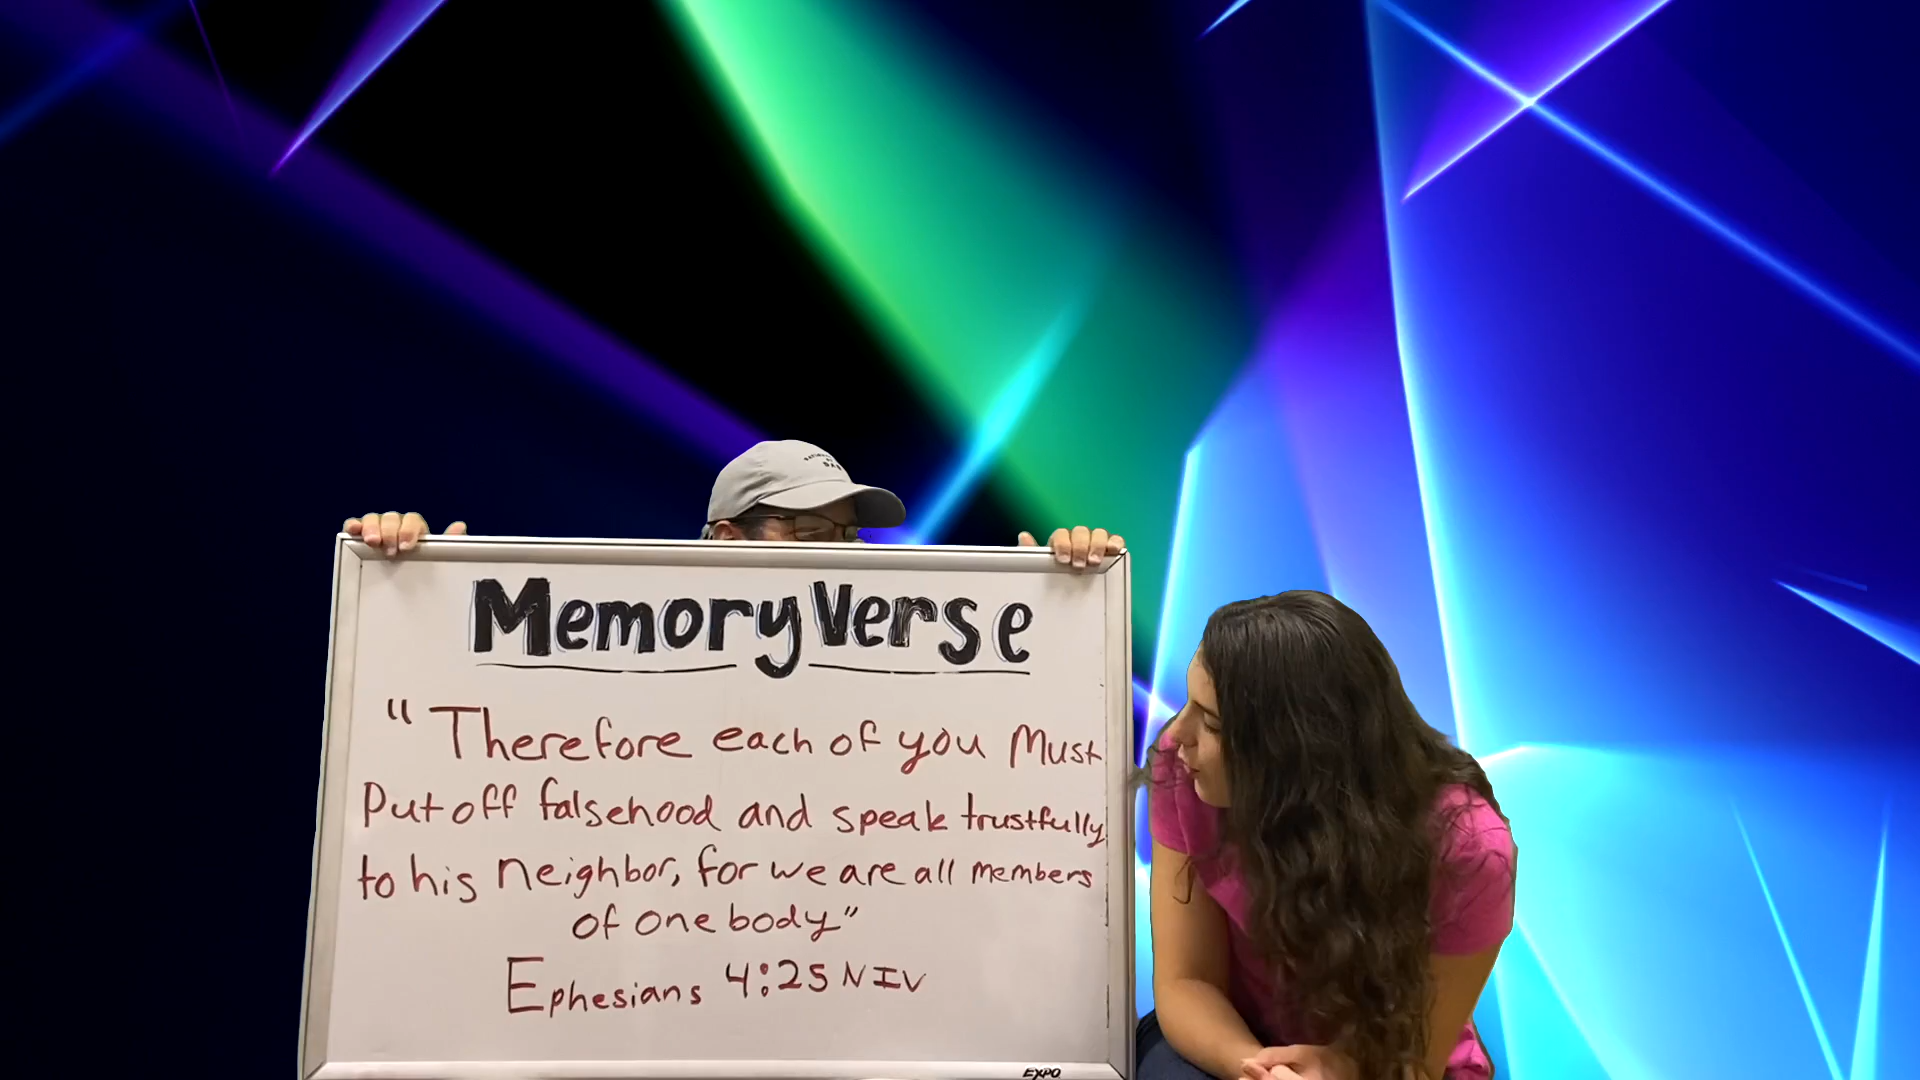 Memory Verse
"Therefore each of you Must
Put off falsehood and speak trustfully
to his neighbor, for we are all members
of one body"
Ephesians 4:25 NIV
EXPO